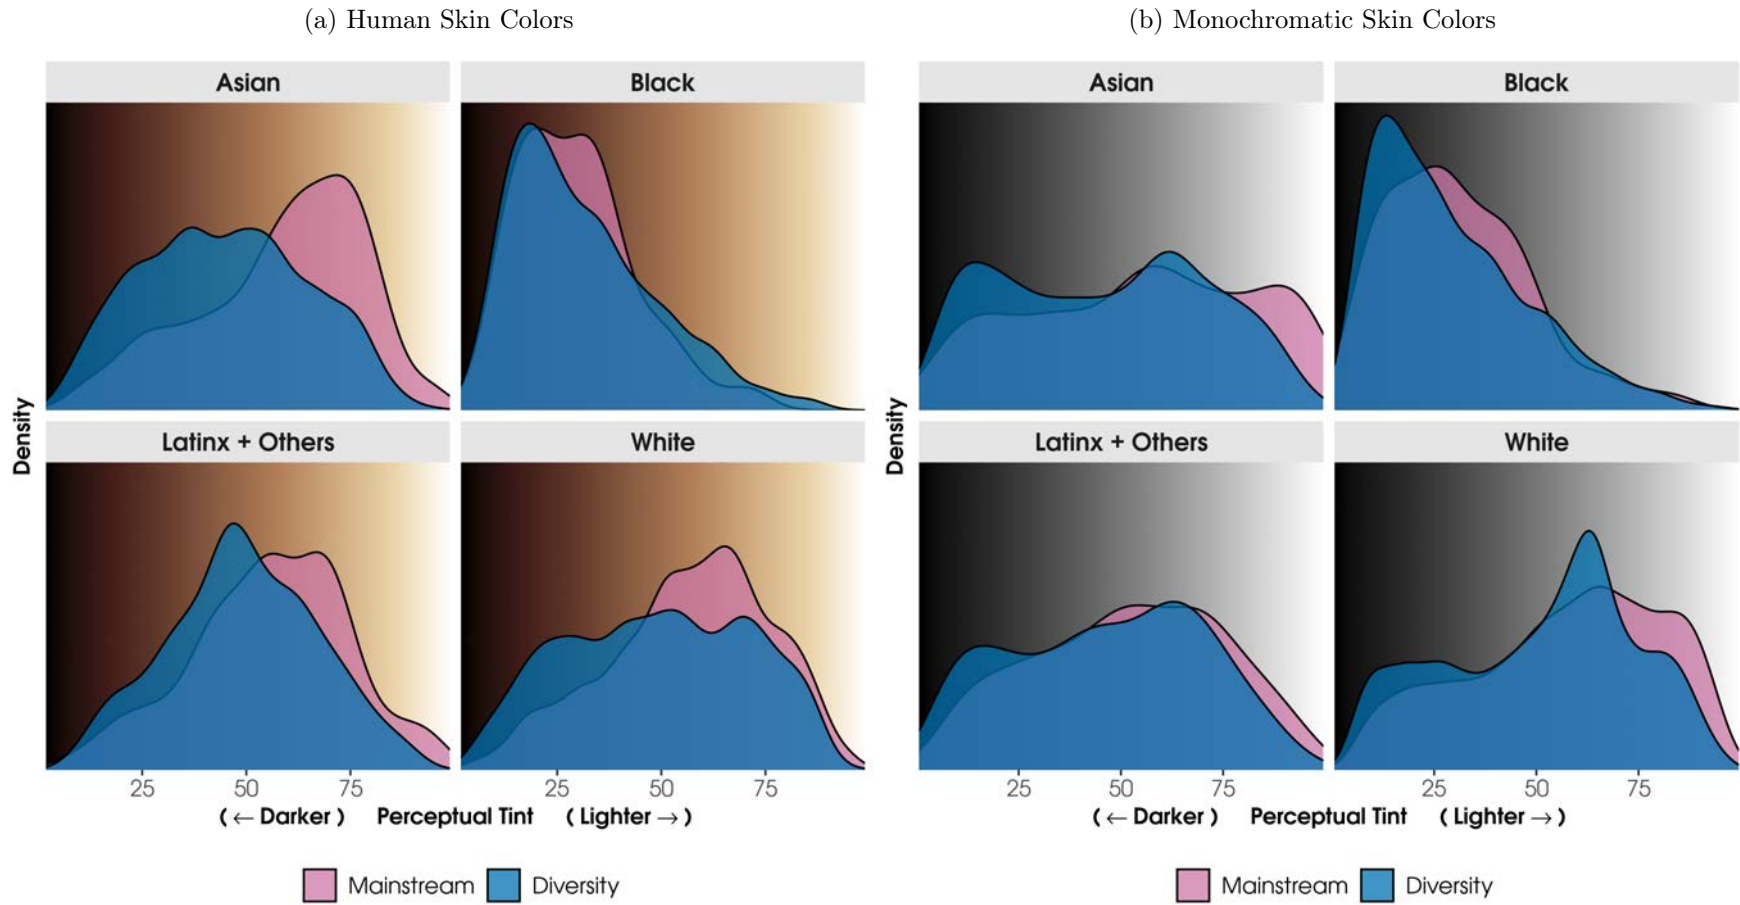 (a) Human Skin Colors
Asian
Black
Latinx + Others
White
Density
25 50 75 25 50 75
(← Darker ) Perceptual Tint ( Lighter →)
Mainstream Diversity
(b) Monochromatic Skin Colors
Asian
Black
Latinx + Others
White
Density
25 50 75 25 50 75
(← Darker ) Perceptual Tint ( Lighter →)
Mainstream Diversity